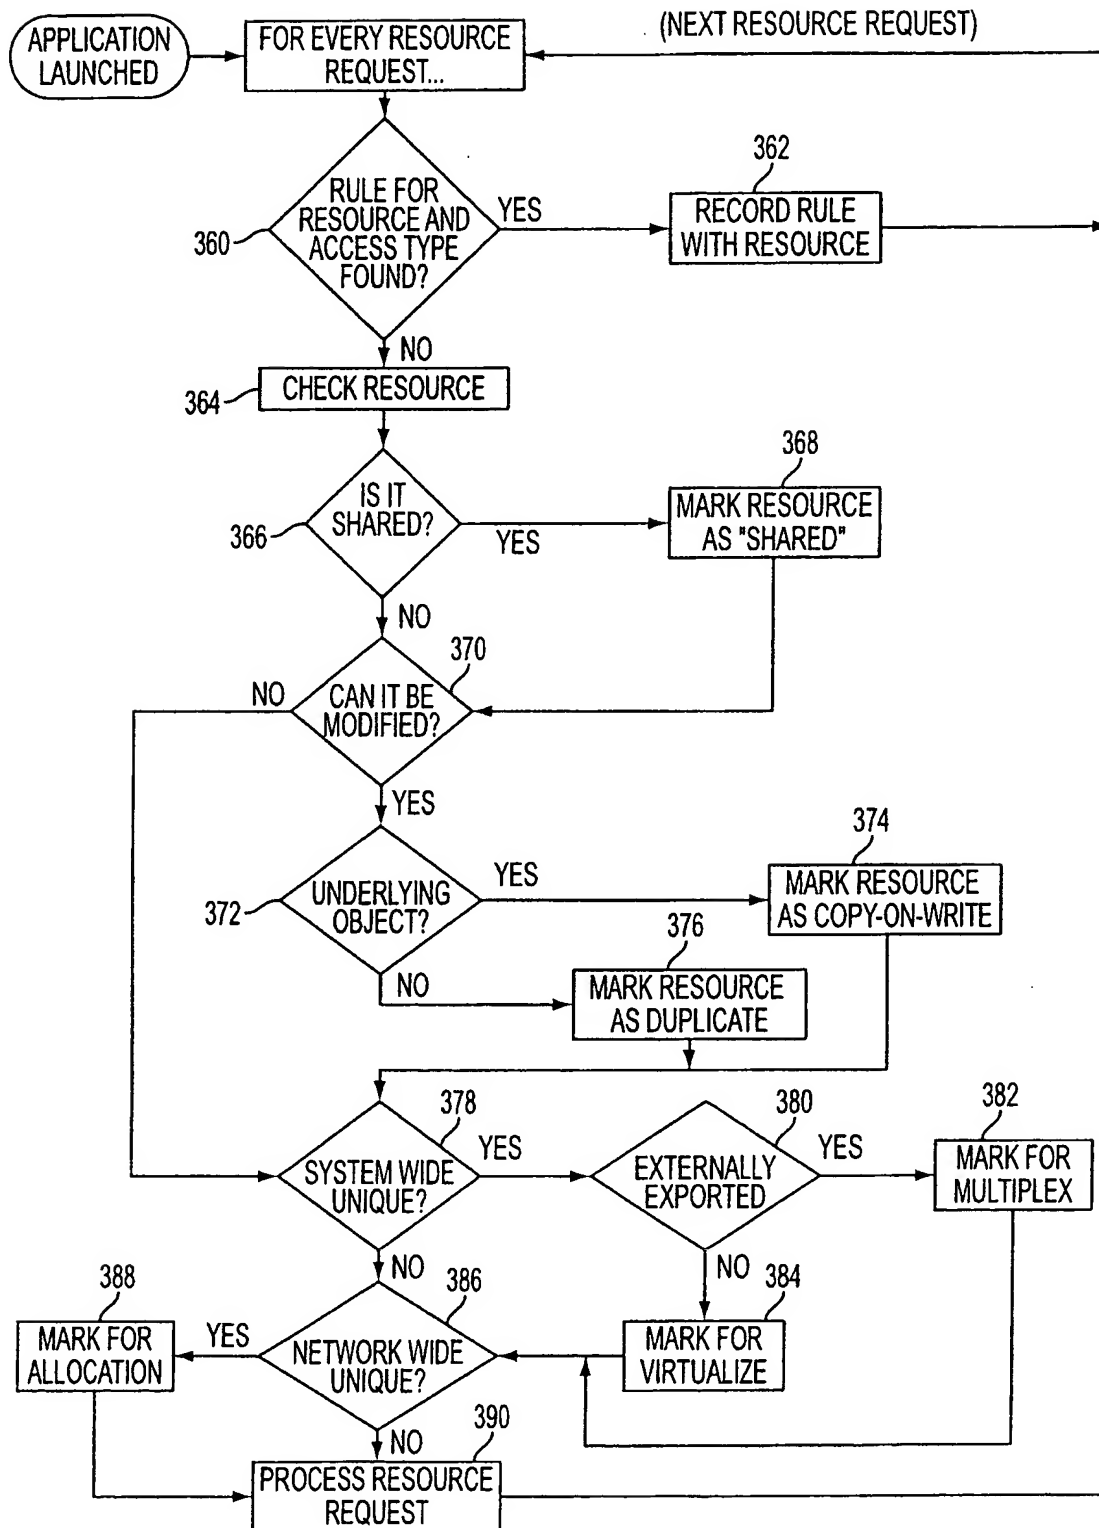 (NEXT RESOURCE REQUEST)
APPLICATION
LAUNCHED
FOR EVERY RESOURCE
REQUEST...
362
RULE FOR
RESOURCE AND
ACCESS TYPE
FOUND?
360
YES
RECORD RULE
WITH RESOURCE
NO
364
CHECK RESOURCE
368
IS IT
SHARED?
366
YES
MARK RESOURCE
AS "SHARED"
NO
370
NO
CAN IT BE
MODIFIED?
YES
374
372
UNDERLYING
OBJECT?
YES
MARK RESOURCE
AS COPY-ON-WRITE
376
NO
MARK RESOURCE
AS DUPLICATE
378
380
382
SYSTEM WIDE
UNIQUE?
YES
EXTERNALLY
EXPORTED
YES
MARK FOR
MULTIPLEX
NO
NO
388
386
384
MARK FOR
ALLOCATION
YES
NETWORK WIDE
UNIQUE?
MARK FOR
VIRTUALIZE
NO
390
PROCESS RESOURCE
REQUEST